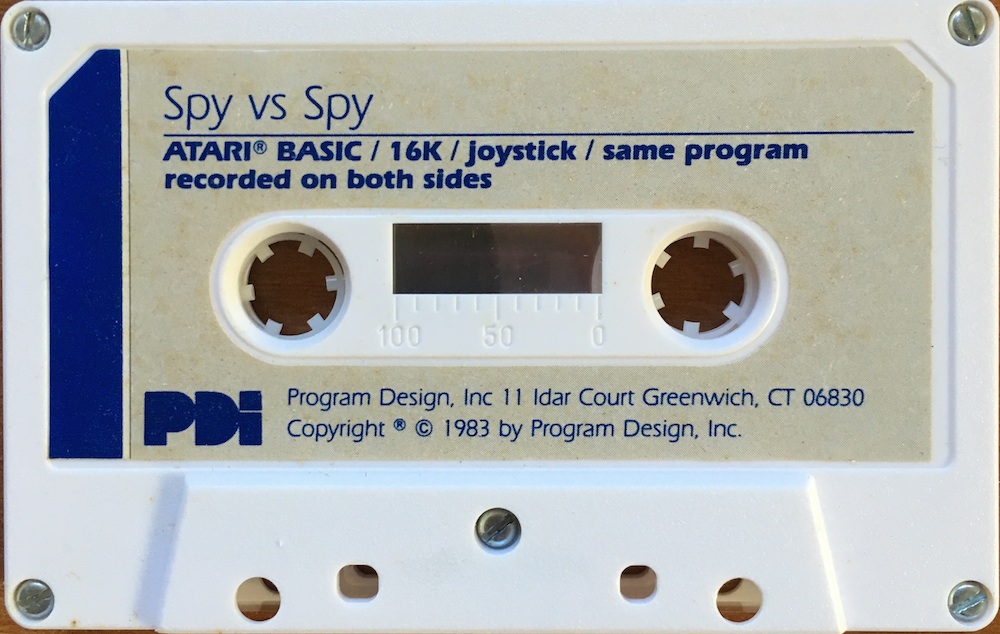 Spy vs Spy
ATARI® BASIC / 16K / joystick / same program
recorded on both sides
100 50 0
PDI Program Design, Inc 11 Idar Court Greenwich, CT 06830
Copyright ® © 1983 by Program Design, Inc.